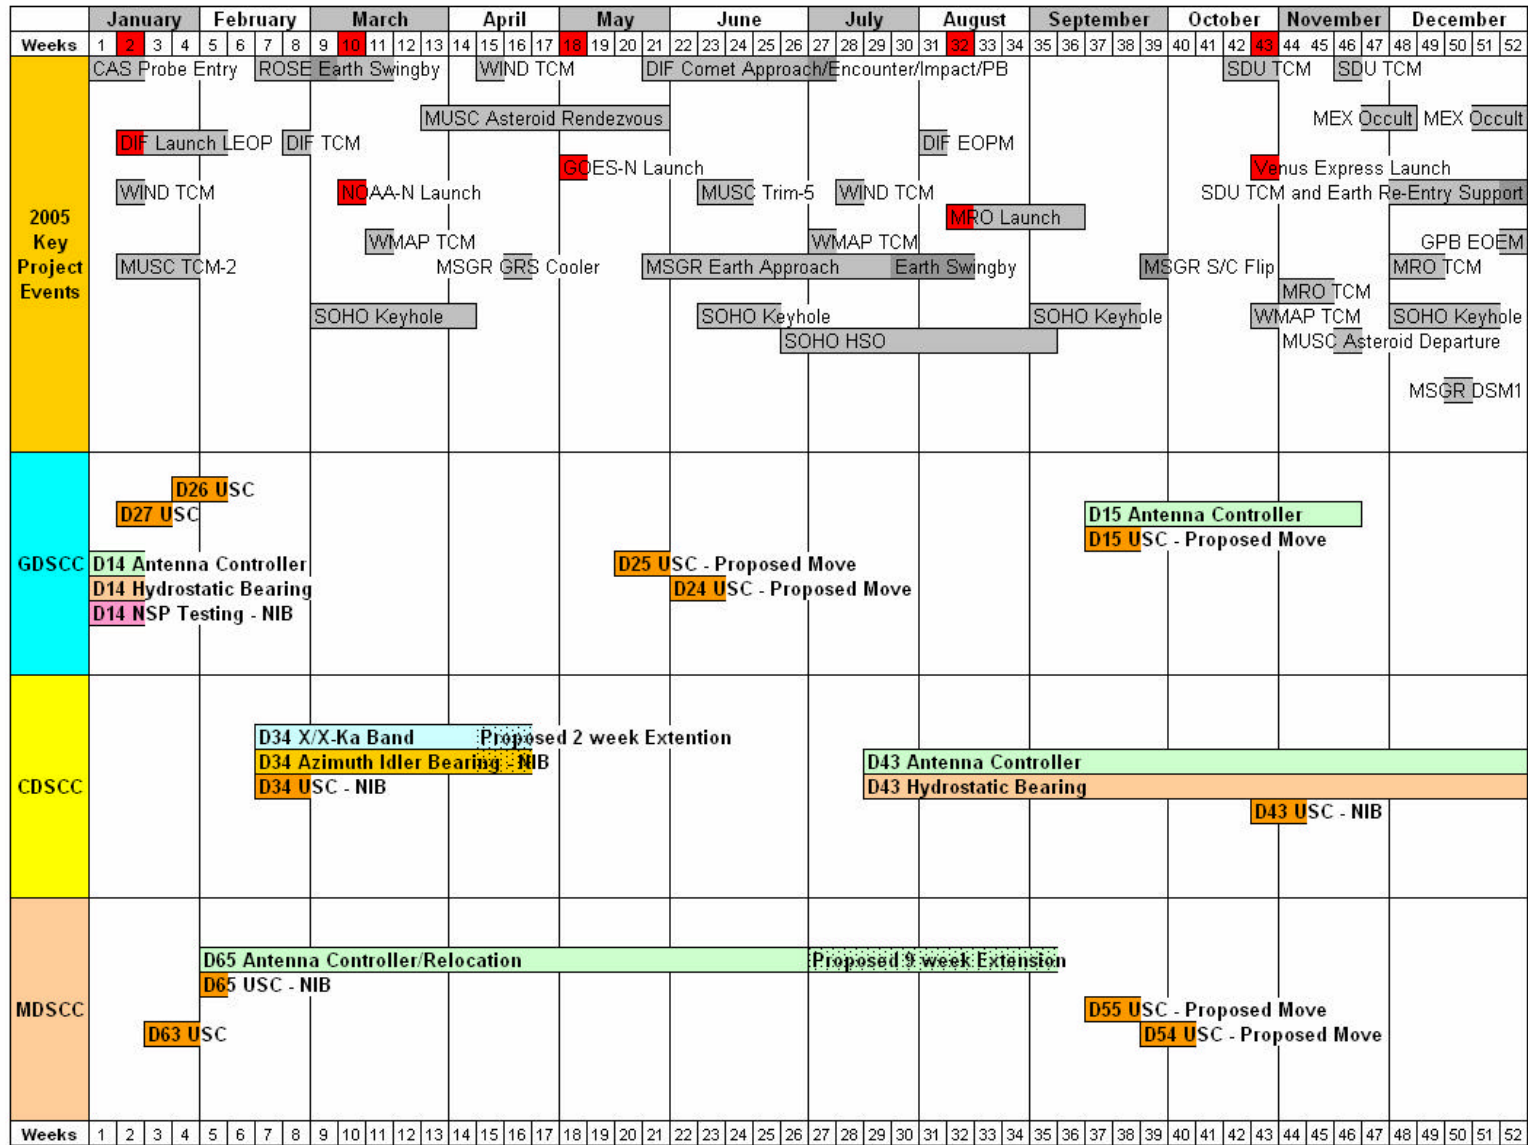 January February March April May June July August September October November December
Weeks 1 2 3 4 5 6 7 8 9 10 11 12 13 14 15 16 17 18 19 20 21 22 23 24 25 26 27 28 29 30 31 32 33 34 35 36 37 38 39 40 41 42 43 44 45 46 47 48 49 50 51 52
CAS Probe Entry ROSE Earth Swingby WIND TCM DIF Comet Approach/Encounter/Impact/PB SDU TCM SDU TCM
MUSC Asteroid Rendezvous MEX Occult MEX Occult
DIF Launch LEOP DIF TCM DIF EOPM
GOES-N Launch Venus Express Launch
WIND TCM NOAA-N Launch MUSC Trim-5 WIND TCM SDU TCM and Earth Re-Entry Support
2005
MRO Launch
Key
WMAP TCM WMAP TCM GPB EOEM
Project
MUSC TCM-2 MSGR GRS Cooler MSGR Earth Approach Earth Swingby MSGR S/C Flip MRO TCM
Events
MRO TCM
SOHO Keyhole SOHO Keyhole SOHO Keyhole WMAP TCM SOHO Keyhole
SOHO HSO MUSC Asteroid Departure
MSGR DSM1
D26 USC
D27 USC D15 Antenna Controller
D15 USC - Proposed Move
GDSCC D14 Antenna Controller D25 USC - Proposed Move
D14 Hydrostatic Bearing D24 USC - Proposed Move
D14 NSP Testing - NIB
D34 X/X-Ka Band Proposed 2 week Extention
D34 Azimuth Idler Bearing - NIB D43 Antenna Controller
CDSCC D34 USC - NIB D43 Hydrostatic Bearing
D43 USC - NIB
D65 Antenna Controller/Relocation Proposed 9 week Extension
D65 USC - NIB
MDSCC D55 USC - Proposed Move
D63 USC D54 USC - Proposed Move
Weeks 1 2 3 4 5 6 7 8 9 10 11 12 13 14 15 16 17 18 19 20 21 22 23 24 25 26 27 28 29 30 31 32 33 34 35 36 37 38 39 40 41 42 43 44 45 46 47 48 49 50 51 52